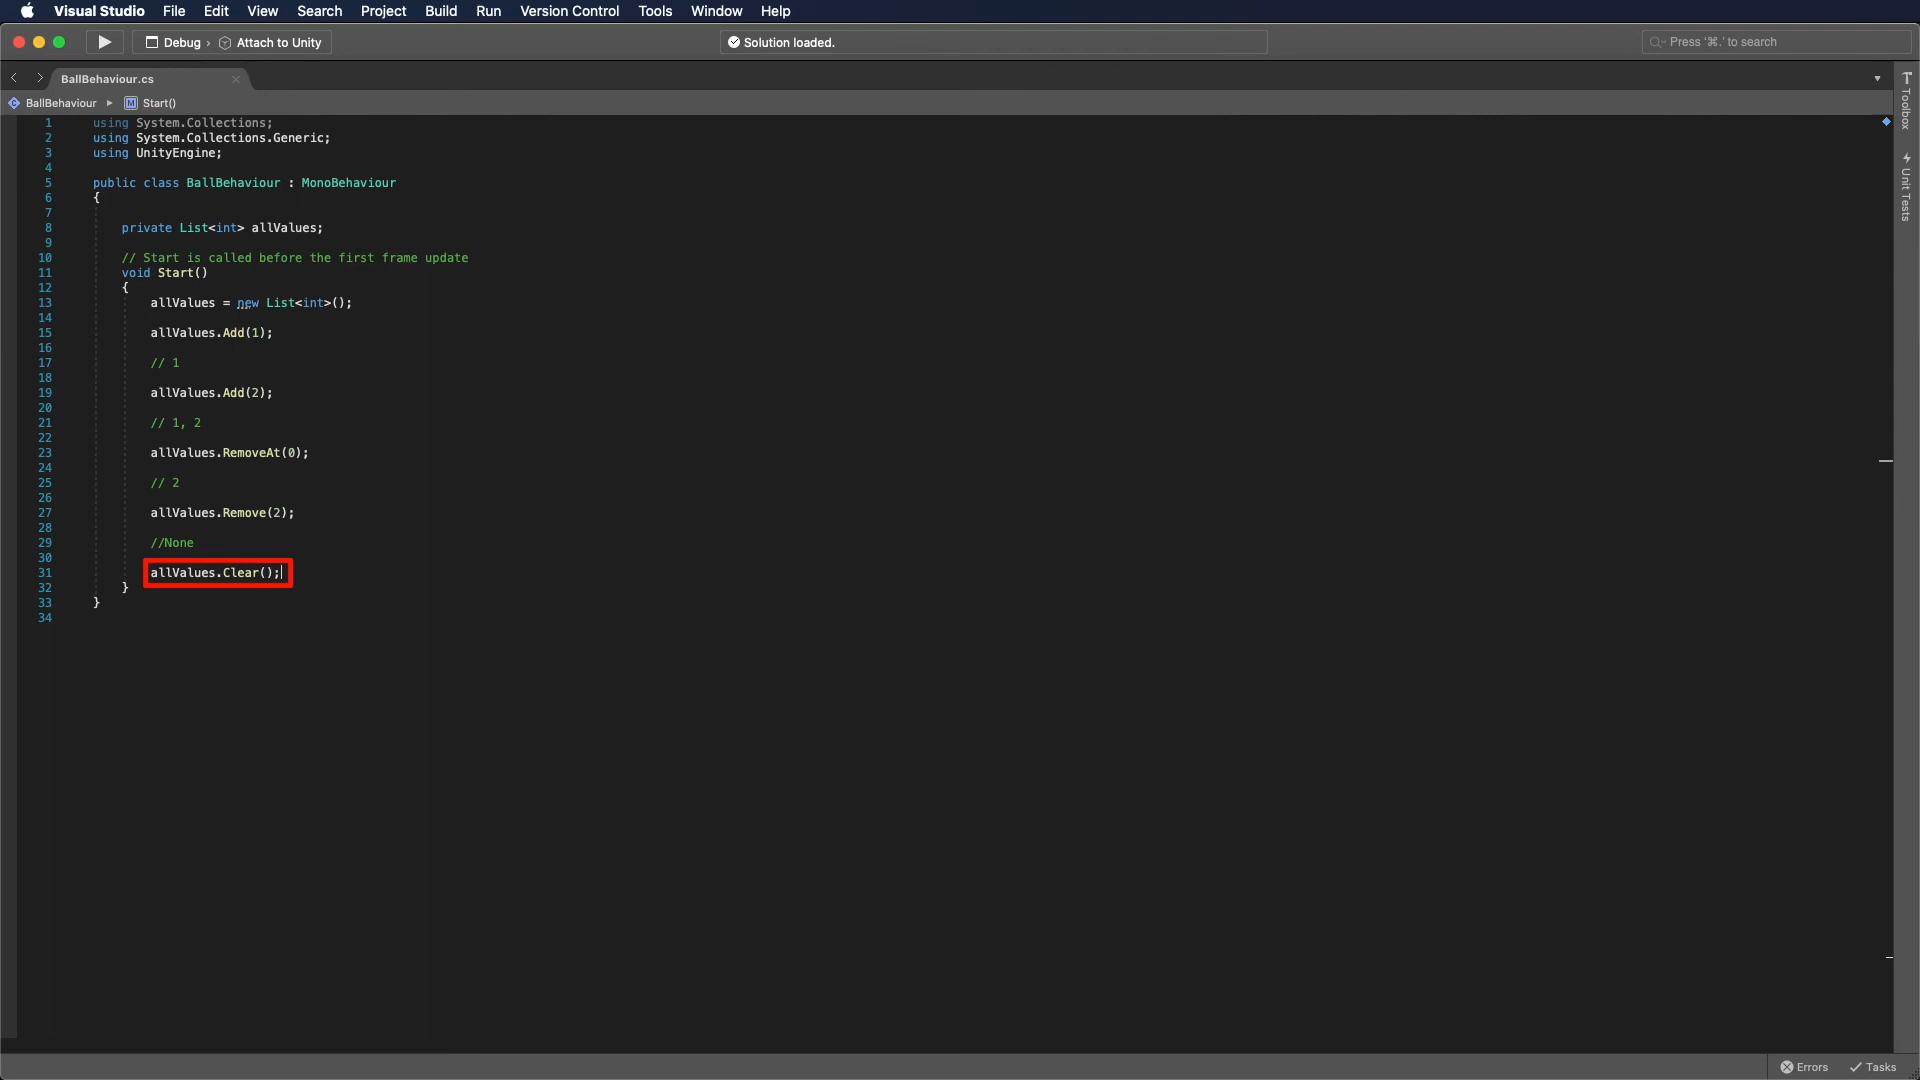 Visual Studio File Edit View Search Project Build Run Version Control Tools Window Help
Debug › Attach to Unity
Solution loaded.
Press '⌘.' to search
BallBehaviour.cs
BallBehaviour ▸ M Start()
Toolbox
Unit Tests
1 using System.Collections;
2 using System.Collections.Generic;
3 using UnityEngine;
4
5 public class BallBehaviour : MonoBehaviour
6 {
7
8 private List<int> allValues;
9
10 // Start is called before the first frame update
11 void Start()
12 {
13 allValues = new List<int>();
14
15 allValues.Add(1);
16
17 // 1
18
19 allValues.Add(2);
20
21 // 1, 2
22
23 allValues.RemoveAt(0);
24
25 // 2
26
27 allValues.Remove(2);
28
29 //None
30
31 allValues.Clear();
32 }
33 }
34
Errors Tasks